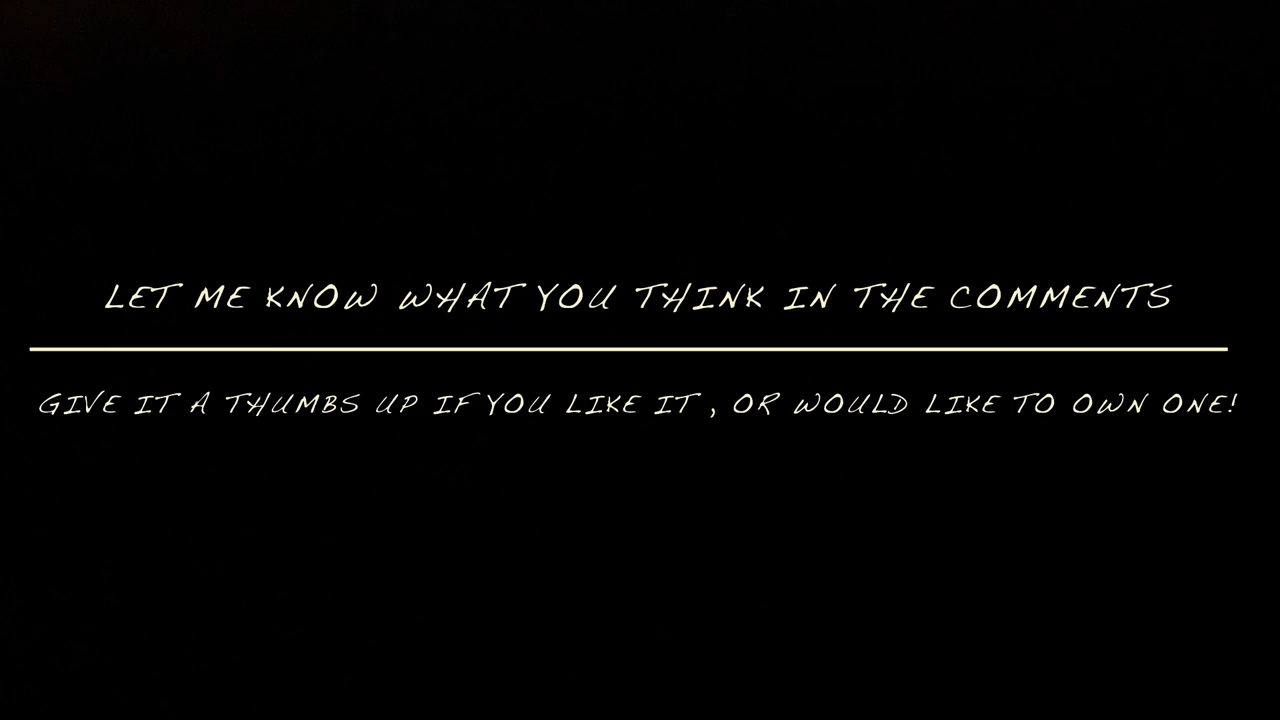 LET ME KNOW WHAT YOU THINK IN THE COMMENTS
GIVE IT A THUMBS UP IF YOU LIKE IT , OR WOULD LIKE TO OWN ONE!